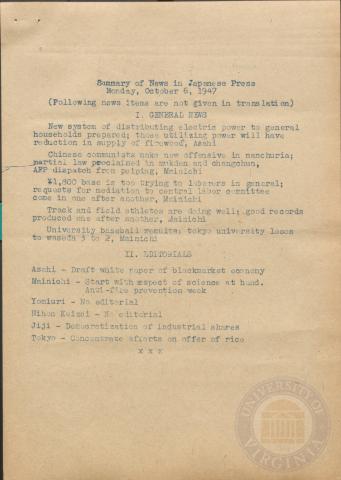 Summary of News in Japanese Press
Monday, October 6, 1947
(Following news items are not given in translation)
I. GENERAL NEWS
New system of distributing electric power to general
households prepared; those utilizing power will have
reduction in supply of firewood, Asahi
Chinese communists make new offensive in manchuria;
partial law proclaimed in mukden and changchun,
AFP dispatch from peiping, Mainichi
¥1,800 base is too trying to laborers in general;
requests for mediation to central labor committee
come in one after another, Mainichi
Track and field athletes are doing well; good records
produced one after another, Mainichi
University baseball results: tokyo university loses
to waseda 3 to 2, Mainichi
II. EDITORIALS
Asahi - Draft white paper of blackmarket economy
Mainichi - Start with respect of science at hand.
Anti-fire prevention week
Yomiuri - No editorial
Nihon Keizai - No editorial
Jiji - Democratization of industrial shares
Tokyo - Concentrate efforts on offer of rice
x x x
UNIVERSITY OF
VIRGINIA